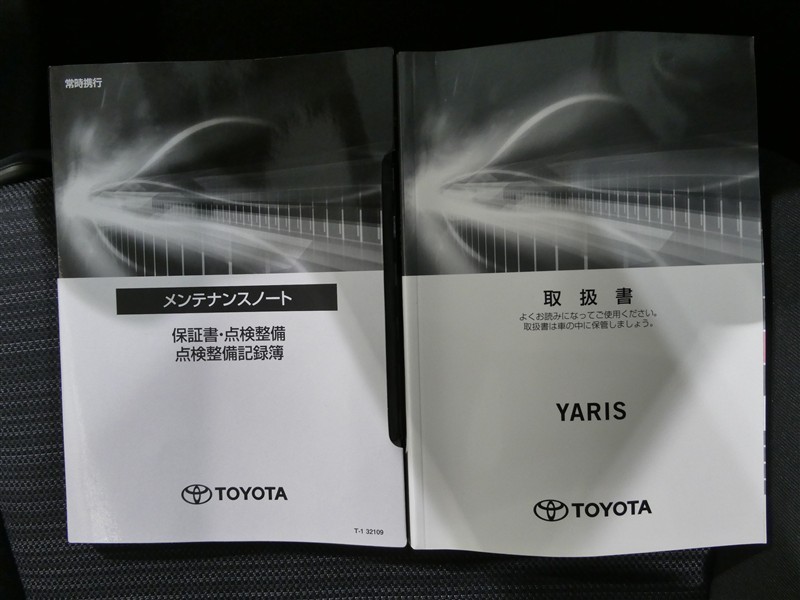 常時携行
メンテナンスノート
保証書・点検整備
点検整備記録簿
TOYOTA
T-1 32109
取扱書
よくお読みになってご使用ください。
取扱書は車の中に保管しましょう。
YARIS
TOYOTA